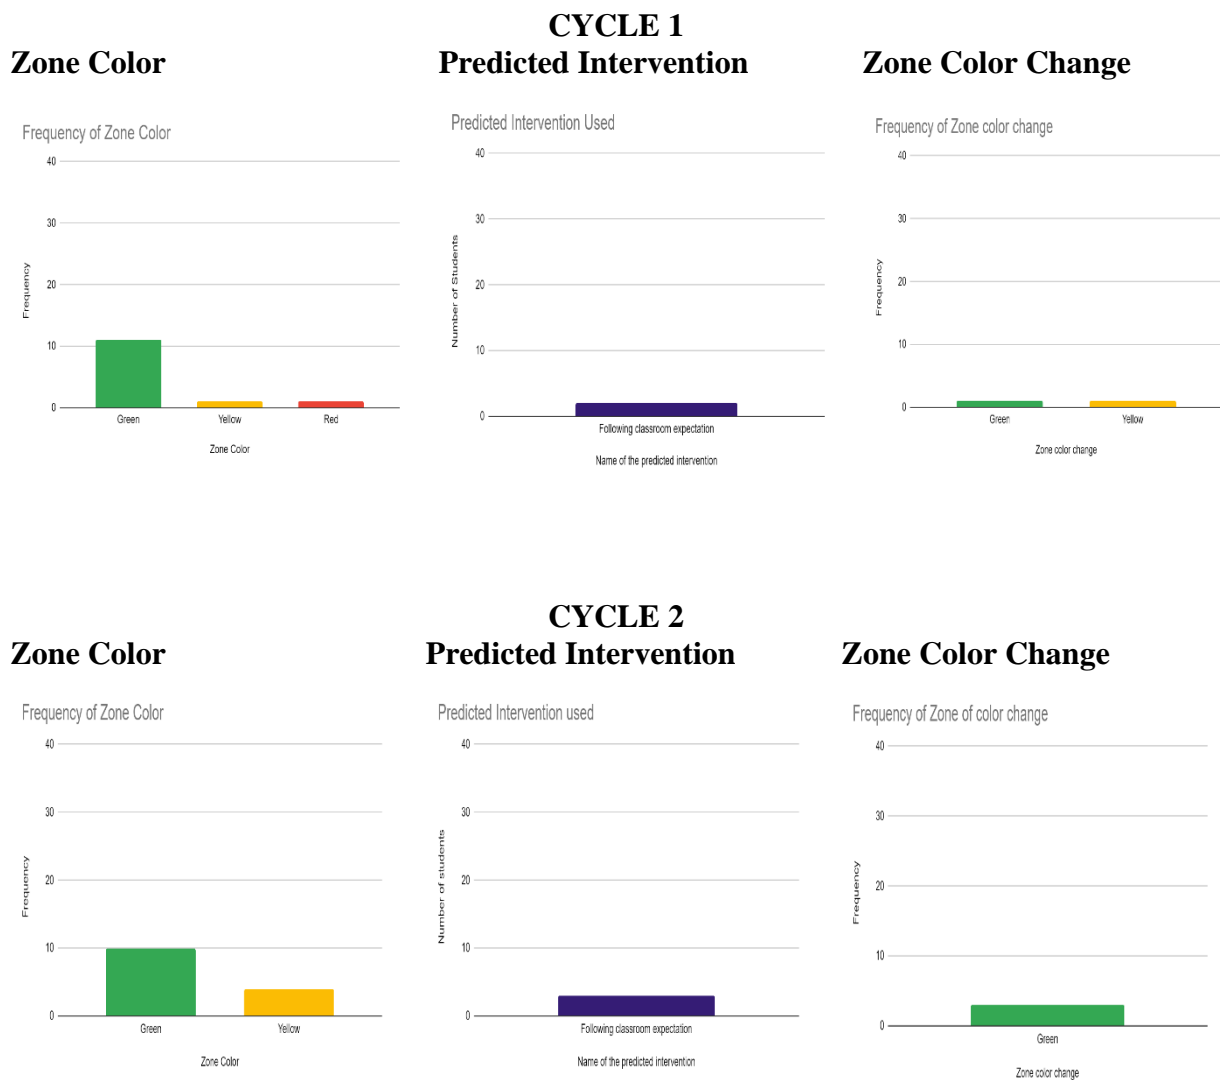 CYCLE 1
Zone Color Predicted Intervention Zone Color Change
Frequency of Zone Color
40
30
20
10
0
Frequency
Green Yellow Red
Zone Color
Predicted Intervention Used
40
30
20
10
0
Number of Students
Following classroom expectation
Name of the predicted intervention
Frequency of Zone color change
40
30
20
10
0
Frequency
Green Yellow
Zone color change
CYCLE 2
Zone Color Predicted Intervention Zone Color Change
Frequency of Zone Color
40
30
20
10
0
Frequency
Green Yellow
Zone Color
Predicted Intervention used
40
30
20
10
0
Number of students
Following classroom expectation
Name of the predicted intervention
Frequency of Zone of color change
40
30
20
10
0
Frequency
Green
Zone color change